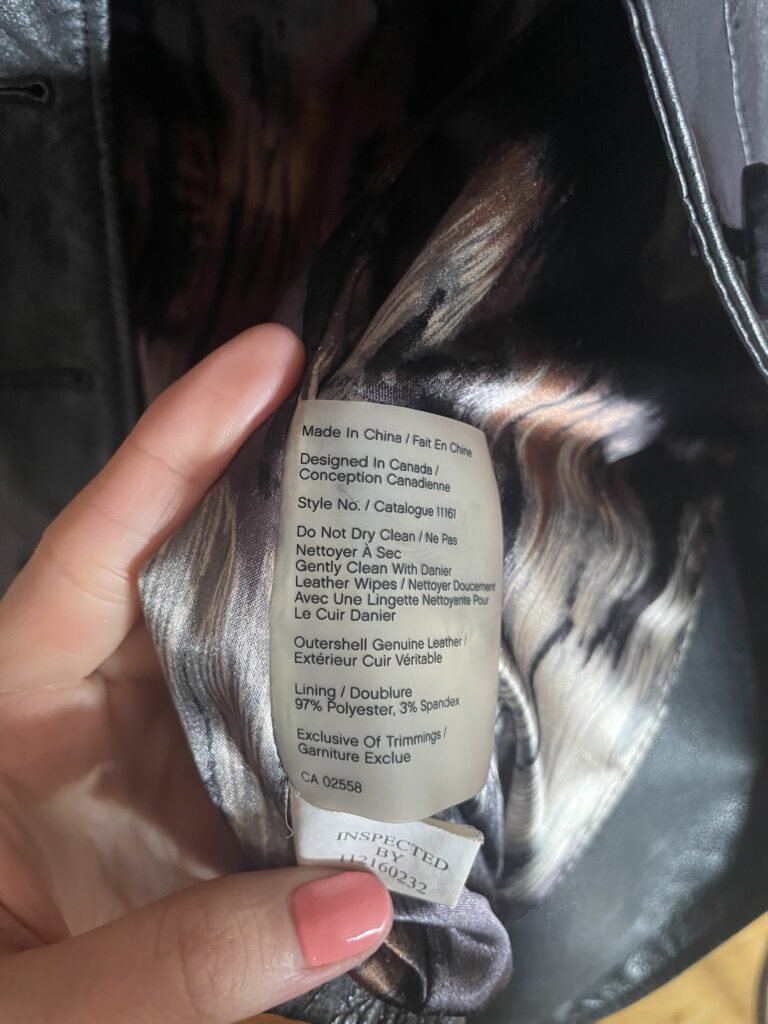 Made In China / Fait En Chine
Designed In Canada /
Conception Canadienne
Style No. / Catalogue 11161
Do Not Dry Clean / Ne Pas
Nettoyer À Sec
Gently Clean With Danier
Leather Wipes / Nettoyer Doucement
Avec Une Lingette Nettoyante Pour
Le Cuir Danier
Outershell Genuine Leather /
Extérieur Cuir Véritable
Lining / Doublure
97% Polyester, 3% Spandex
Exclusive Of Trimmings /
Garniture Exclue
CA 02558
INSPECTED
BY
112160232